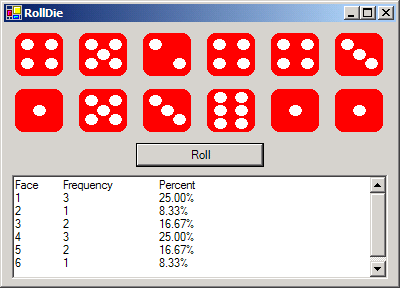 RollDie
Roll
Face Frequency Percent
1 3 25.00%
2 1 8.33%
3 2 16.67%
4 3 25.00%
5 2 16.67%
6 1 8.33%